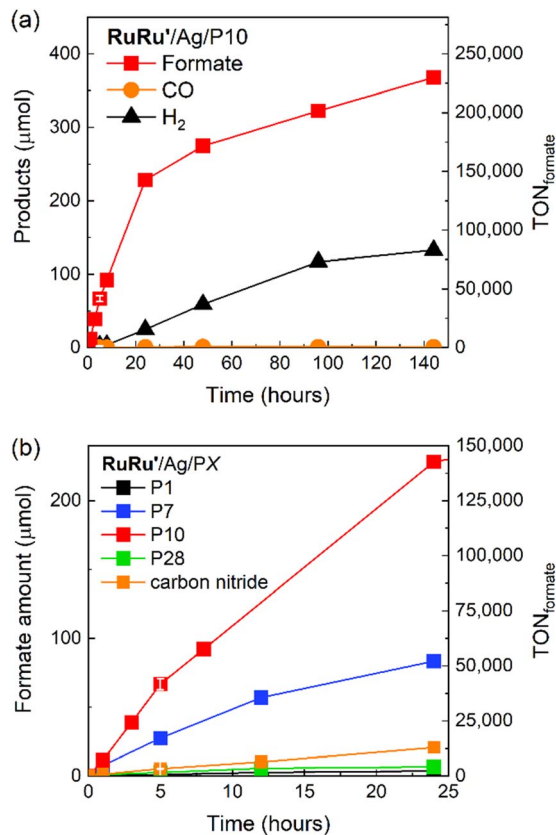 (a)
RuRu'/Ag/P10
Formate
CO
H₂
400
300
200
100
0
Products (μmol)
250,000
200,000
150,000
100,000
50,000
0
TONformate
0 20 40 60 80 100 120 140
Time (hours)
(b)
RuRu'/Ag/PX
P1
P7
P10
P28
carbon nitride
200
100
0
Formate amount (μmol)
150,000
125,000
100,000
75,000
50,000
25,000
0
TONformate
0 5 10 15 20 25
Time (hours)